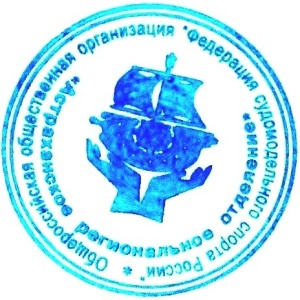 * Общероссийская общественная организация "Федерация судомодельного спорта России"
"Астраханское региональное отделение"